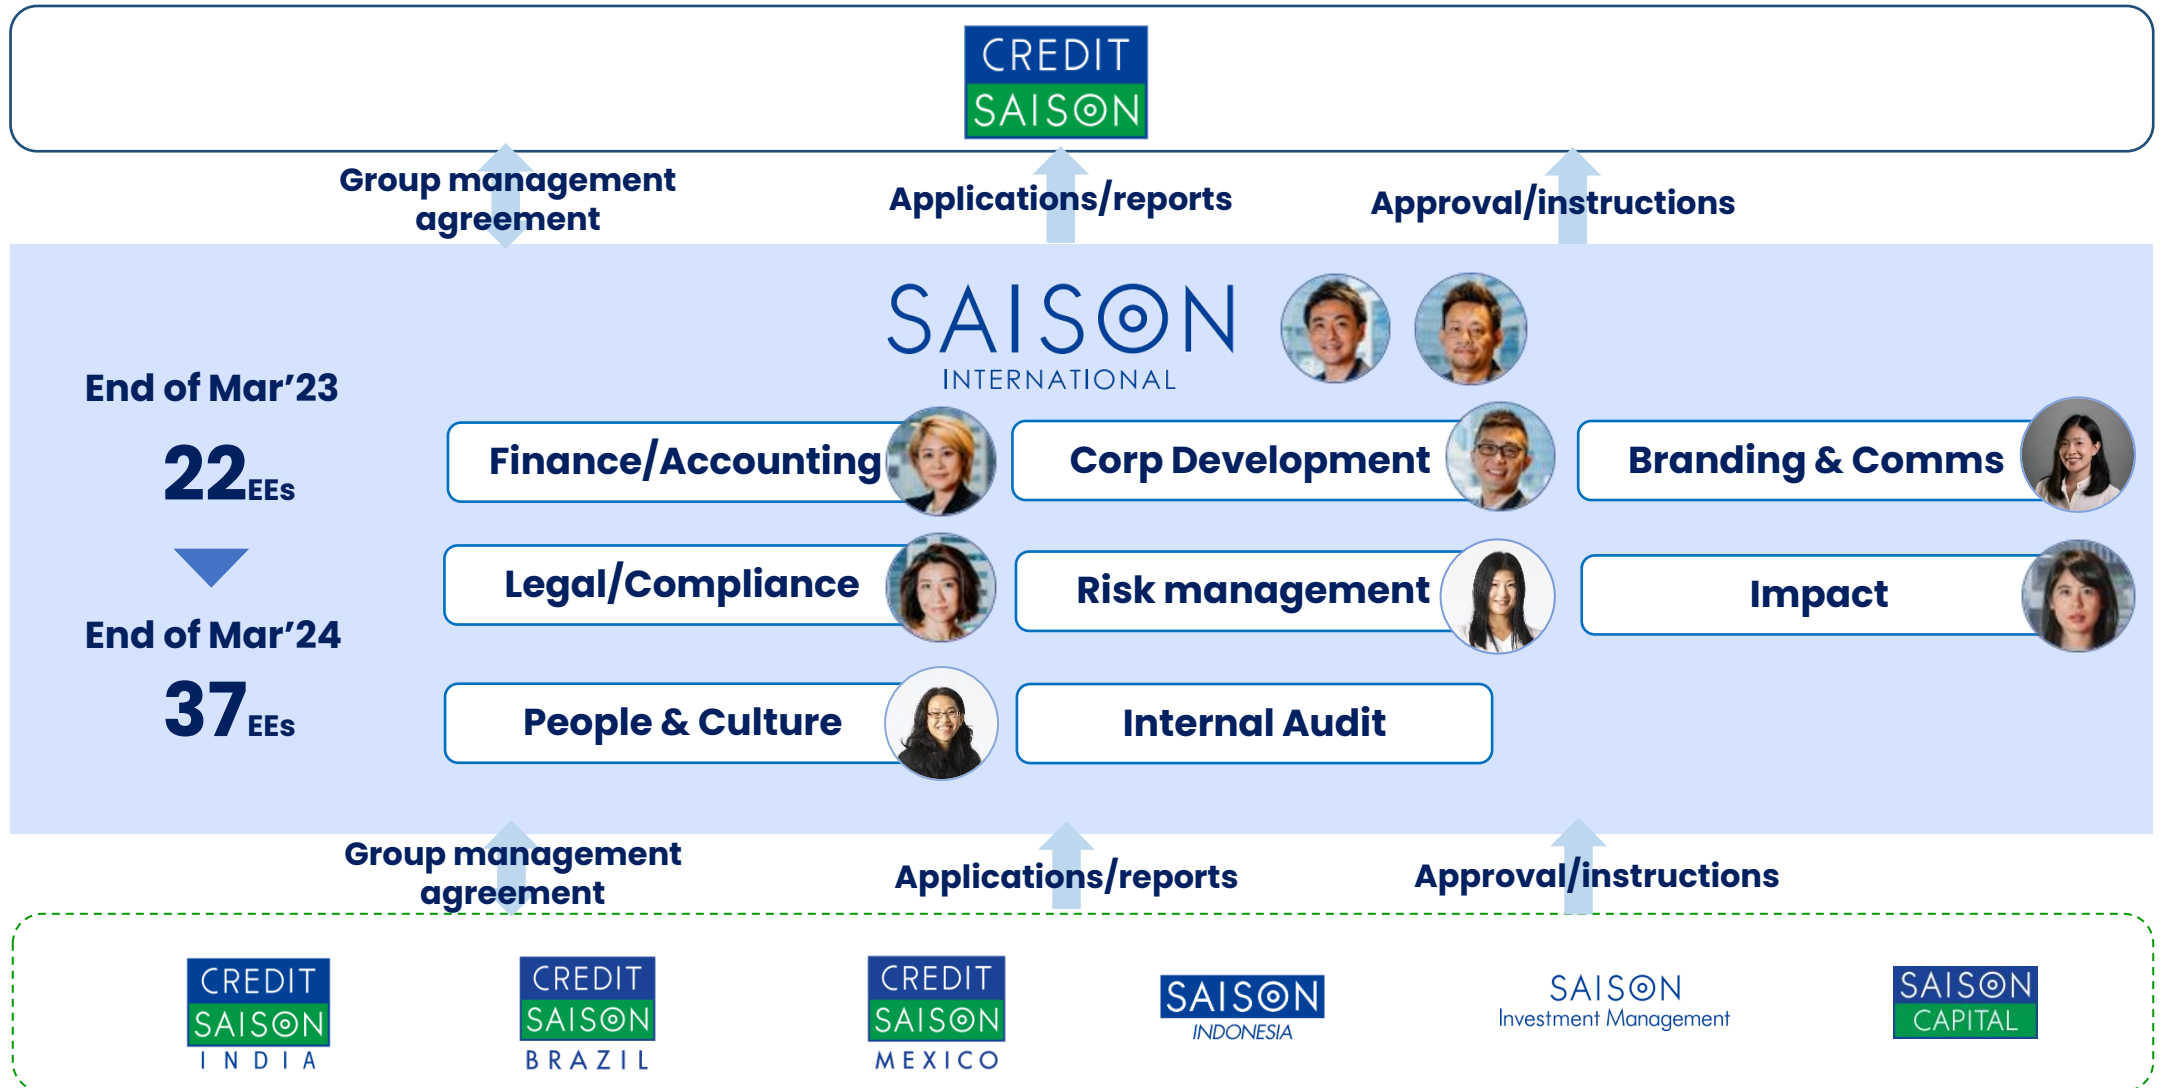 CREDIT
SAISON
Group management
agreement
Applications/reports
Approval/instructions
SAISON
INTERNATIONAL
End of Mar’23
22EEs
End of Mar’24
37EEs
Finance/Accounting
Corp Development
Branding & Comms
Legal/Compliance
Risk management
Impact
People & Culture
Internal Audit
Group management
agreement
Applications/reports
Approval/instructions
CREDIT
SAISON
INDIA
CREDIT
SAISON
BRAZIL
CREDIT
SAISON
MEXICO
SAISON
INDONESIA
SAISON
Investment Management
SAISON
CAPITAL